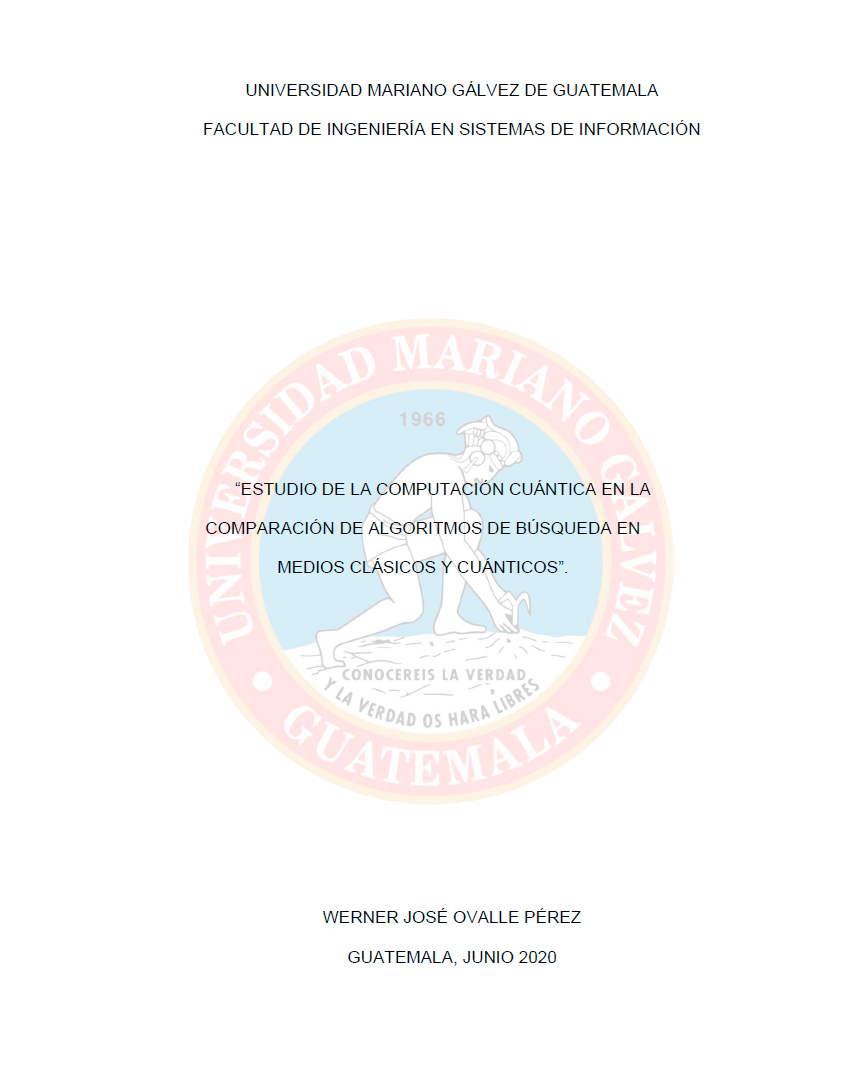 UNIVERSIDAD MARIANO GÁLVEZ DE GUATEMALA
FACULTAD DE INGENIERÍA EN SISTEMAS DE INFORMACIÓN
UNIVERSIDAD MARIANO GALVEZ
1966
“ESTUDIO DE LA COMPUTACIÓN CUÁNTICA EN LA
COMPARACIÓN DE ALGORITMOS DE BÚSQUEDA EN
MEDIOS CLÁSICOS Y CUÁNTICOS”.
CONOCEREIS LA VERDAD
Y LA VERDAD OS HARA LIBRES
GUATEMALA
WERNER JOSÉ OVALLE PÉREZ
GUATEMALA, JUNIO 2020